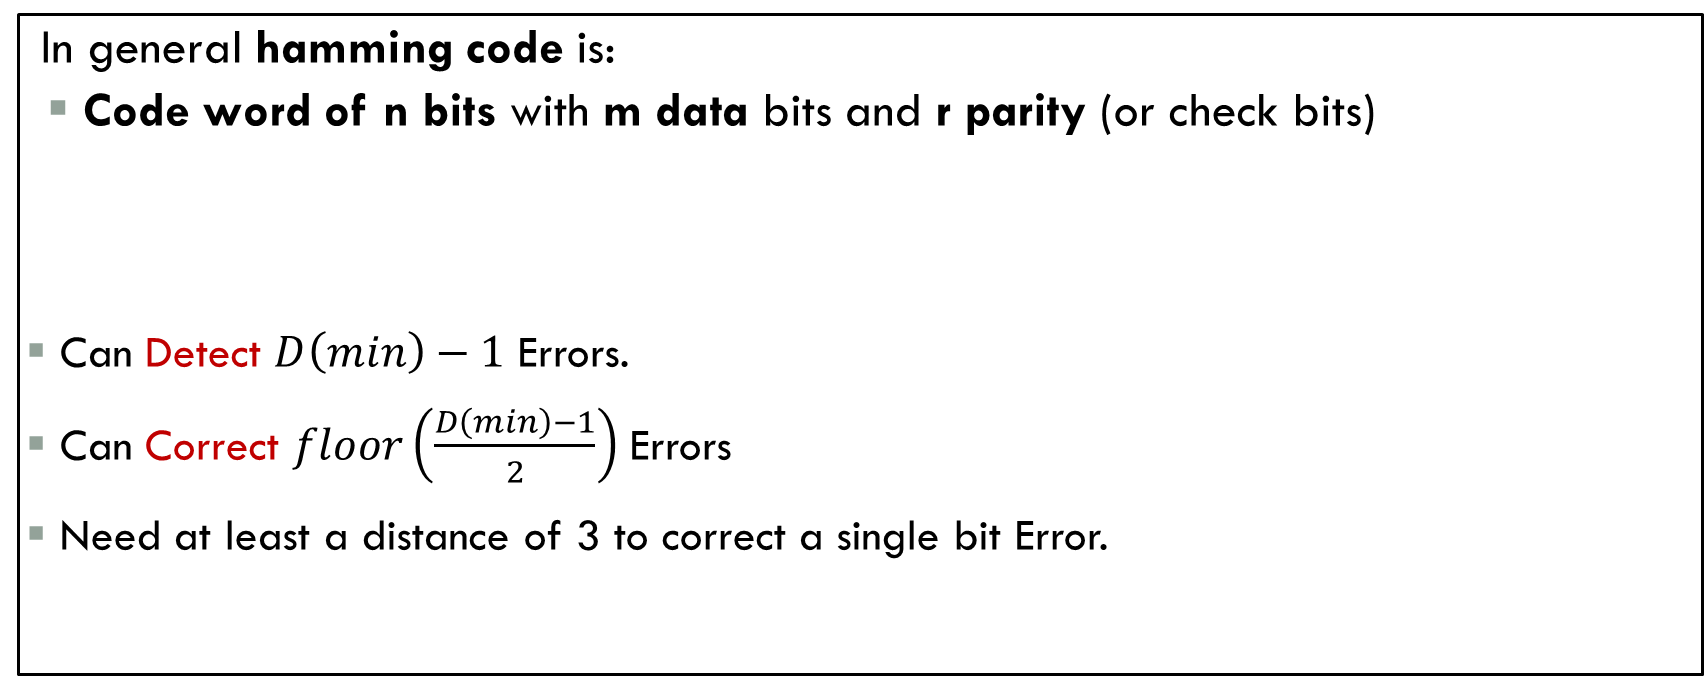 In general hamming code is:
▪ Code word of n bits with m data bits and r parity (or check bits)
▪ Can Detect D(min) − 1 Errors.
▪ Can Correct floor((D(min)−1)/2) Errors
▪ Need at least a distance of 3 to correct a single bit Error.